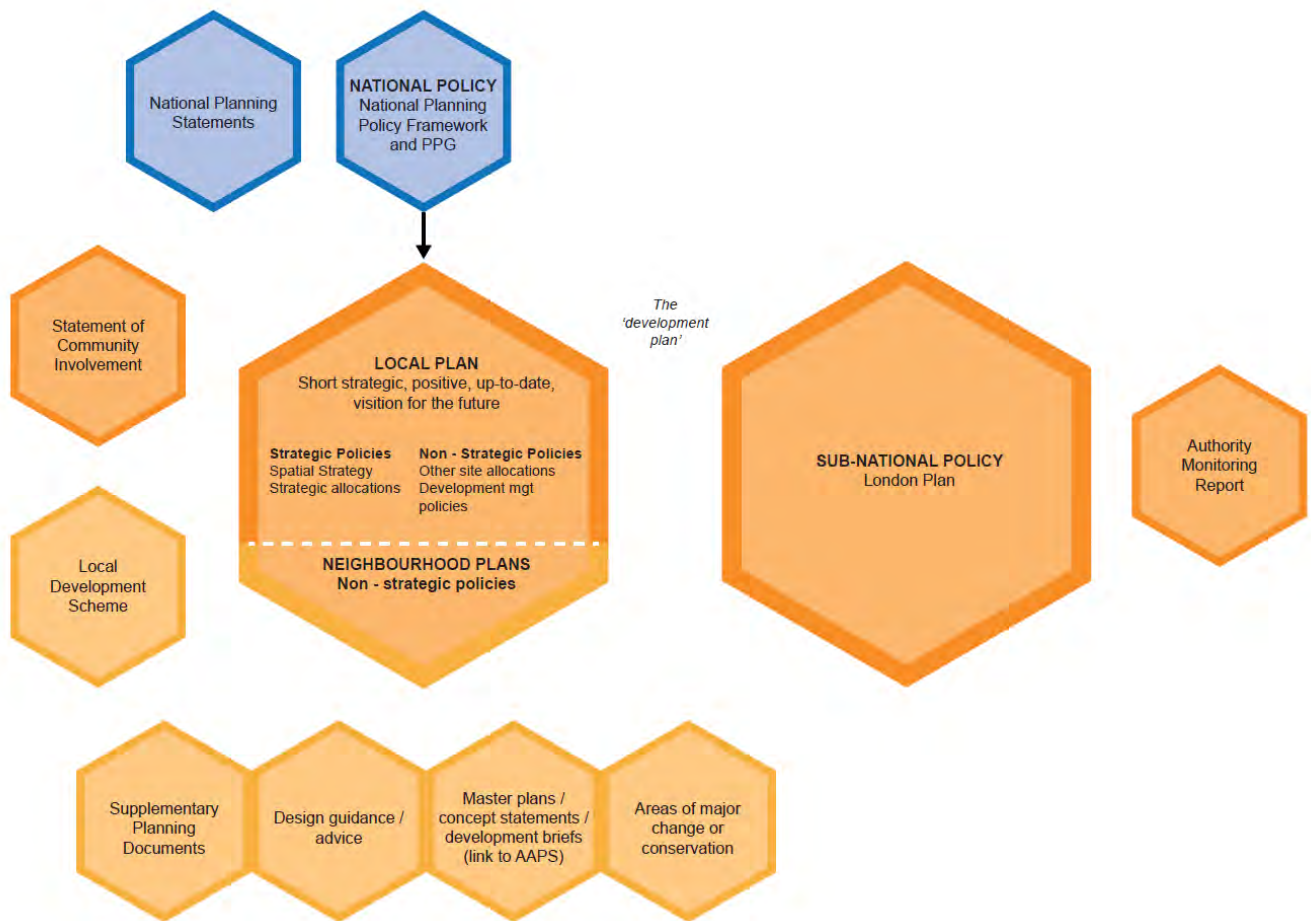 National Planning
Statements
NATIONAL POLICY
National Planning
Policy Framework
and PPG
Statement of
Community
Involvement
LOCAL PLAN
Short strategic, positive, up-to-date,
visition for the future
Strategic Policies
Spatial Strategy
Strategic allocations
Non - Strategic Policies
Other site allocations
Development mgt
policies
NEIGHBOURHOOD PLANS
Non - strategic policies
The
‘development
plan’
SUB-NATIONAL POLICY
London Plan
Authority
Monitoring
Report
Local
Development
Scheme
Supplementary
Planning
Documents
Design guidance /
advice
Master plans /
concept statements /
development briefs
(link to AAPS)
Areas of major
change or
conservation